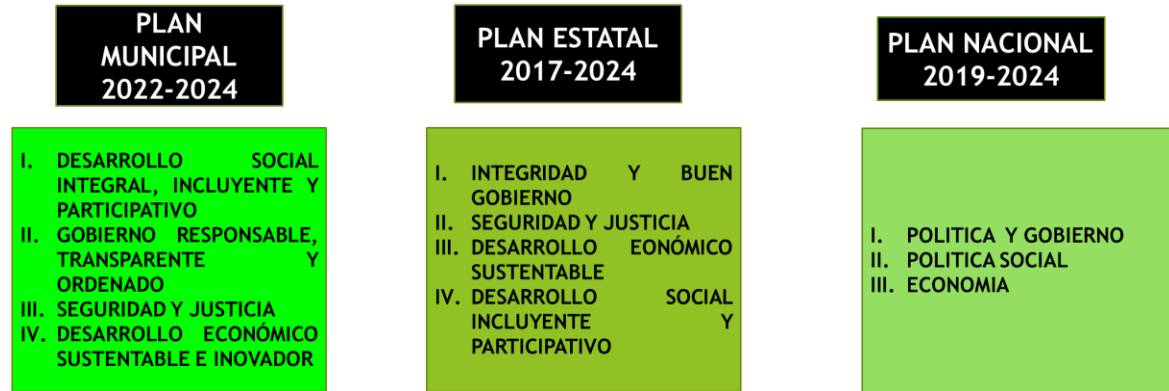 PLAN
MUNICIPAL
2022-2024
I. DESARROLLO SOCIAL
INTEGRAL, INCLUYENTE Y
PARTICIPATIVO
II. GOBIERNO RESPONSABLE,
TRANSPARENTE Y
ORDENADO
III. SEGURIDAD Y JUSTICIA
IV. DESARROLLO ECONÓMICO
SUSTENTABLE E INOVADOR
PLAN ESTATAL
2017-2024
I. INTEGRIDAD Y BUEN
GOBIERNO
II. SEGURIDAD Y JUSTICIA
III. DESARROLLO EONÓMICO
SUSTENTABLE
IV. DESARROLLO SOCIAL
INCLUYENTE Y
PARTICIPATIVO
PLAN NACIONAL
2019-2024
I. POLITICA Y GOBIERNO
II. POLITICA SOCIAL
III. ECONOMIA